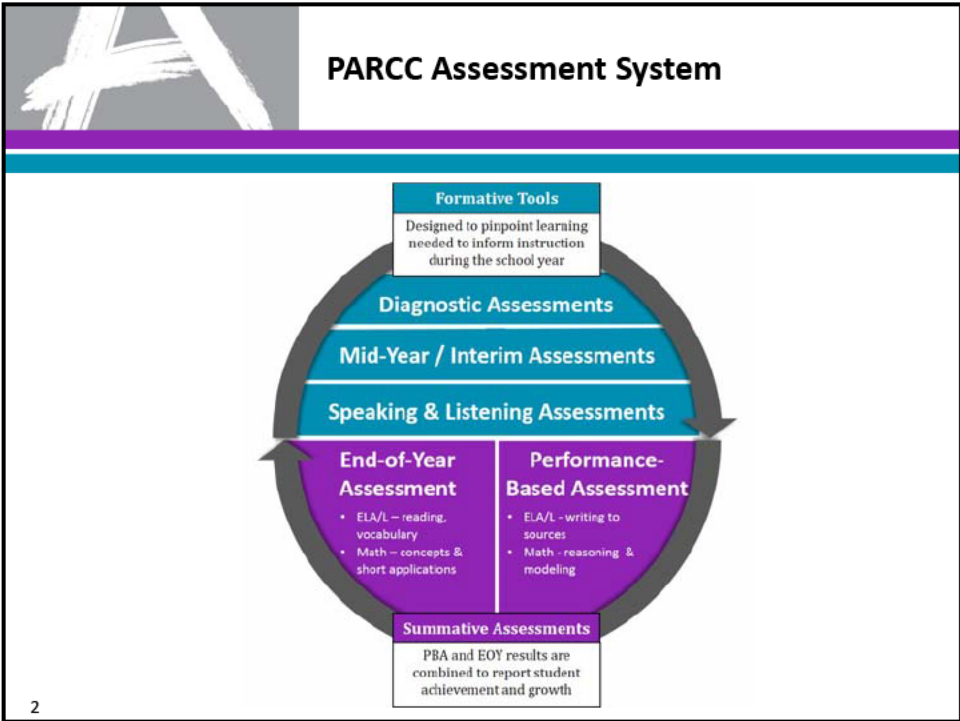 PARCC Assessment System
Formative Tools
Designed to pinpoint learning
needed to inform instruction
during the school year
Diagnostic Assessments
Mid-Year / Interim Assessments
Speaking & Listening Assessments
End-of-Year
Assessment
• ELA/L – reading,
vocabulary
• Math – concepts &
short applications
Performance-
Based Assessment
• ELA/L - writing to
sources
• Math - reasoning &
modeling
Summative Assessments
PBA and EOY results are
combined to report student
achievement and growth
2